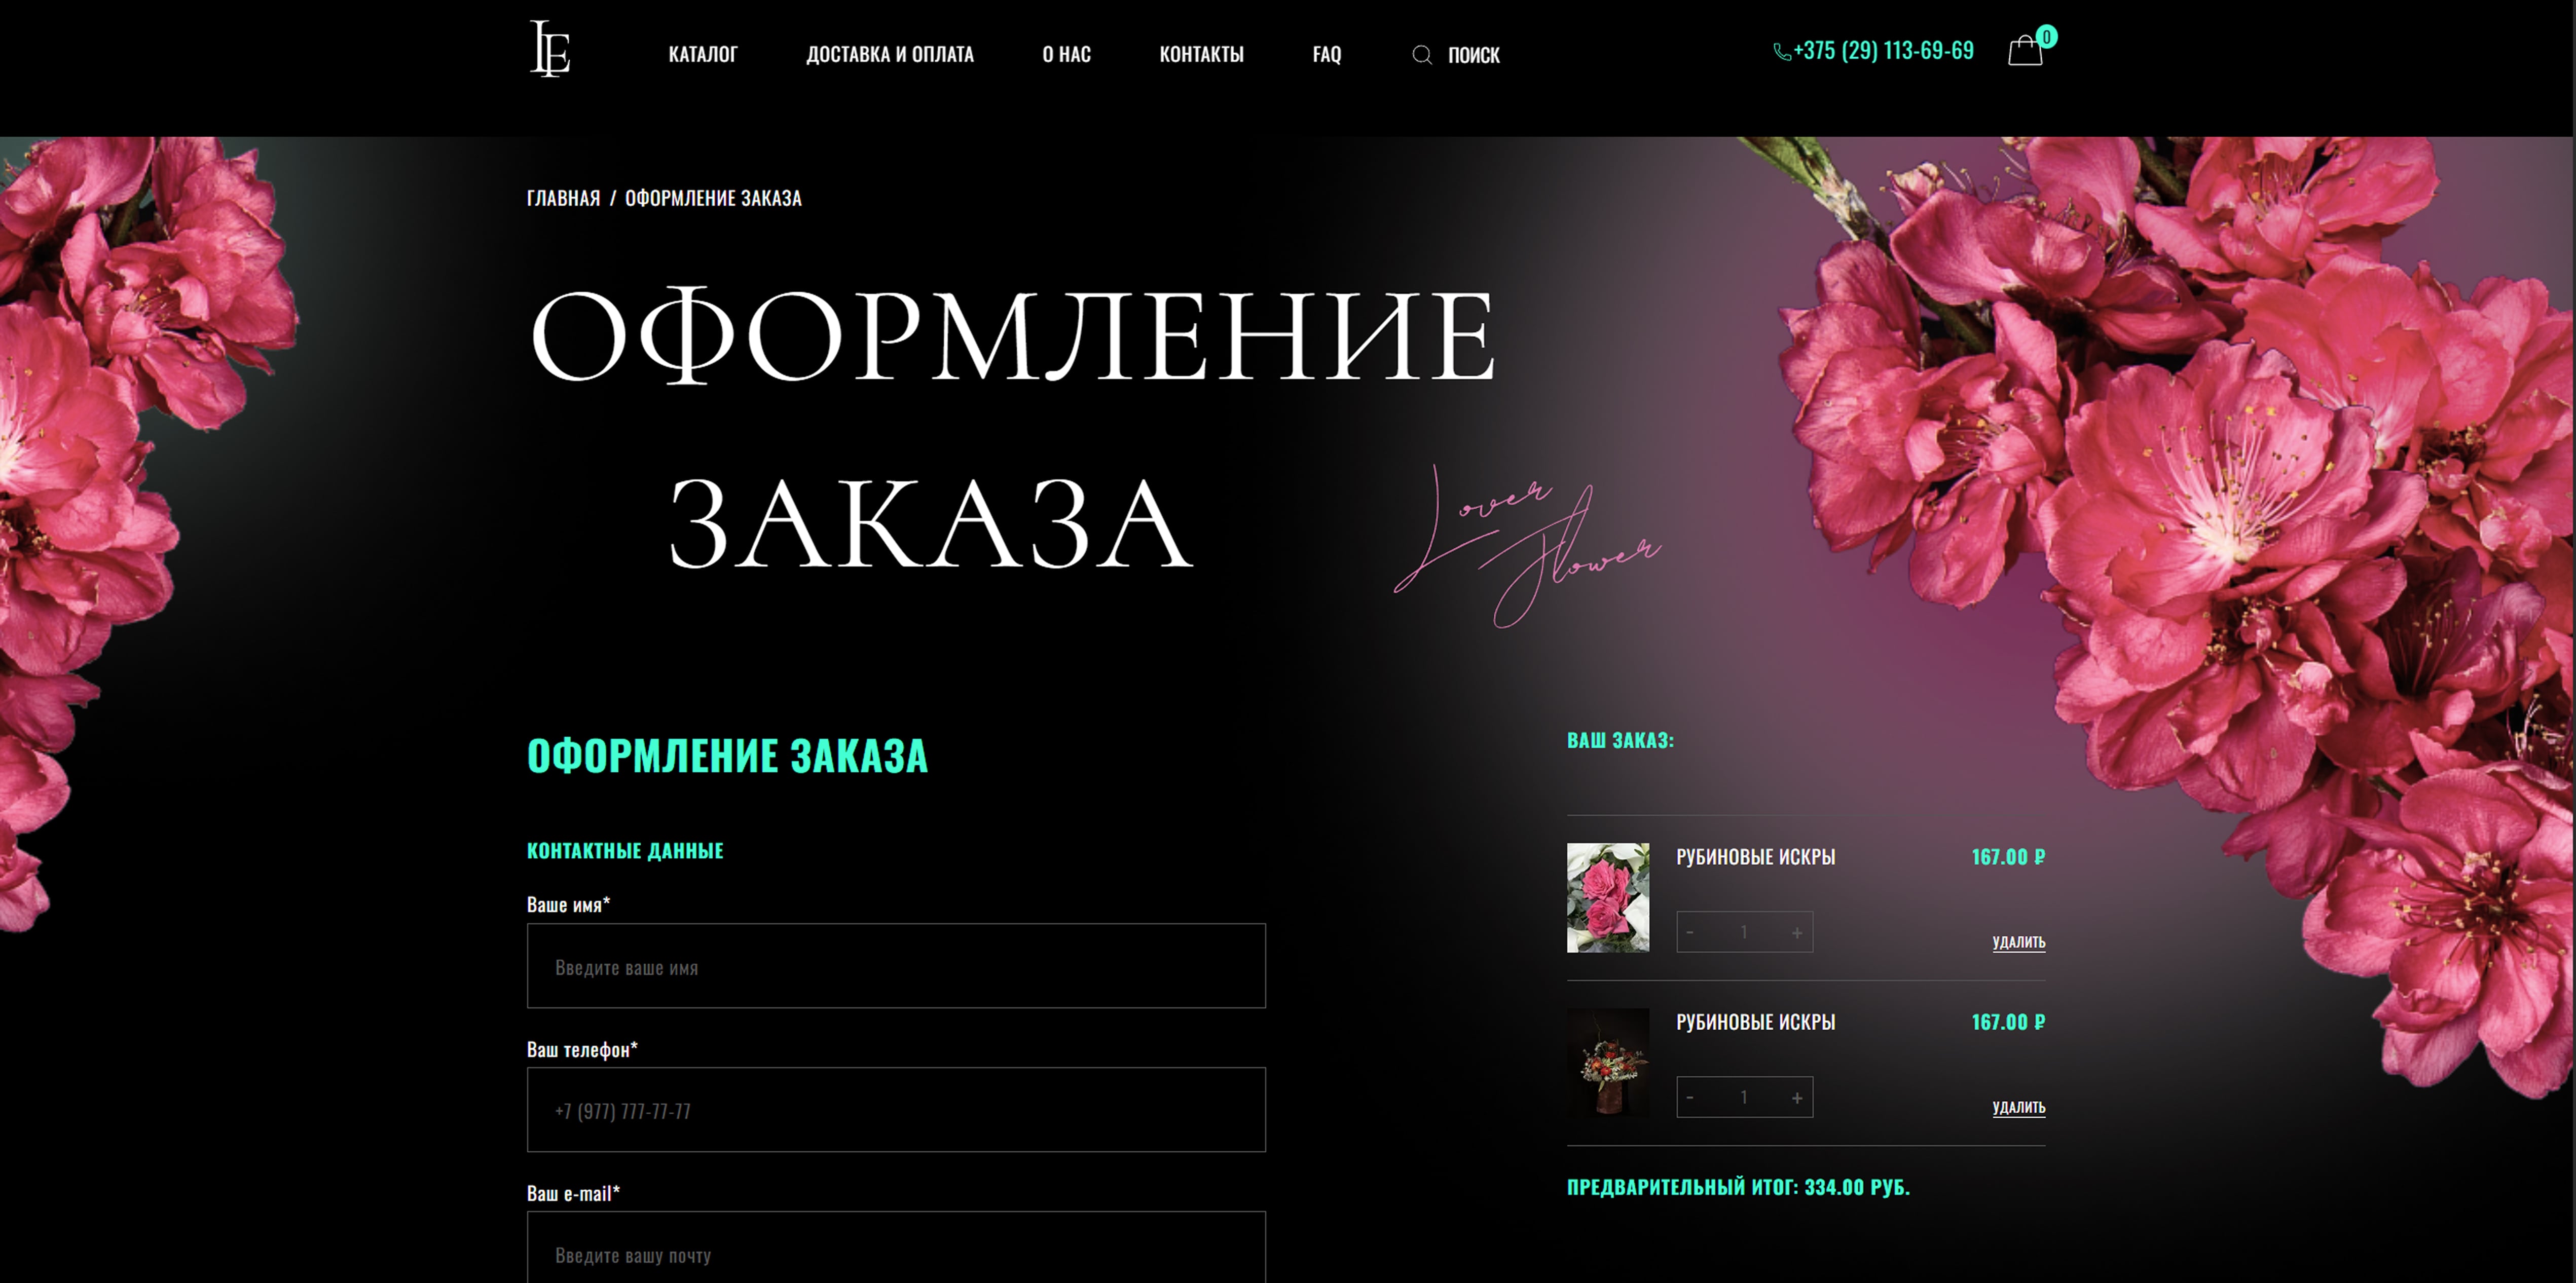 LE
КАТАЛОГ
ДОСТАВКА И ОПЛАТА
О НАС
КОНТАКТЫ
FAQ
ПОИСК
+375 (29) 113-69-69
0
ГЛАВНАЯ / ОФОРМЛЕНИЕ ЗАКАЗА
ОФОРМЛЕНИЕ
ЗАКАЗА
Lover
Flower
ОФОРМЛЕНИЕ ЗАКАЗА
КОНТАКТНЫЕ ДАННЫЕ
Ваше имя*
Введите ваше имя
Ваш телефон*
+7 (977) 777-77-77
Ваш e-mail*
Введите вашу почту
ВАШ ЗАКАЗ:
РУБИНОВЫЕ ИСКРЫ
167.00 ₽
- 1 +
УДАЛИТЬ
РУБИНОВЫЕ ИСКРЫ
167.00 ₽
- 1 +
УДАЛИТЬ
ПРЕДВАРИТЕЛЬНЫЙ ИТОГ: 334.00 РУБ.